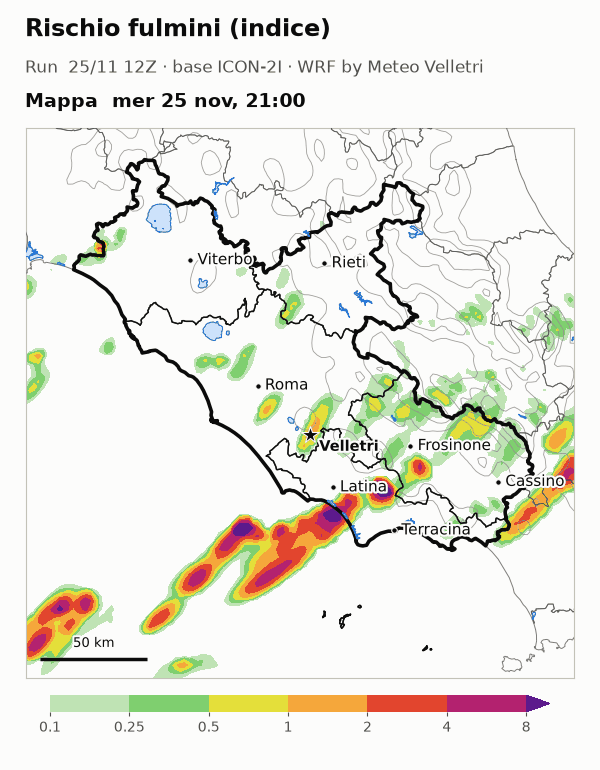 Rischio fulmini (indice)
Run  25/11 12Z · base ICON-2I · WRF by Meteo Velletri
Mappa  mer 25 nov, 21:00
Viterbo
Rieti
Roma
Velletri
Frosinone
Latina
Cassino
Terracina
50 km
0.1 0.25 0.5 1 2 4 8